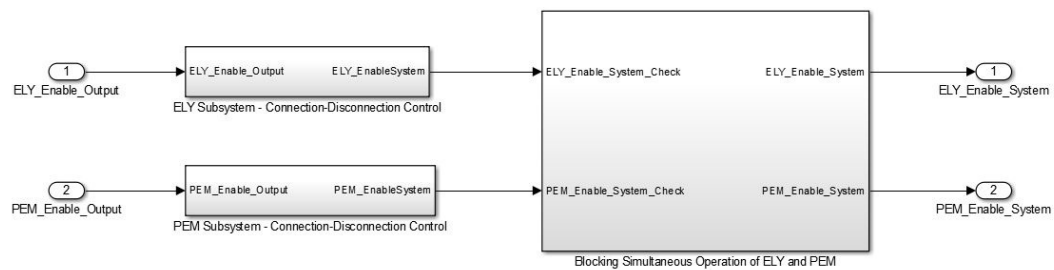 1
ELY_Enable_Output
ELY_Enable_Output ELY_EnableSystem
ELY Subsystem - Connection-Disconnection Control
ELY_Enable_System_Check ELY_Enable_System
1
ELY_Enable_System
2
PEM_Enable_Output
PEM_Enable_Output PEM_EnableSystem
PEM Subsystem - Connection-Disconnection Control
PEM_Enable_System_Check PEM_Enable_System
2
PEM_Enable_System
Blocking Simultaneous Operation of ELY and PEM